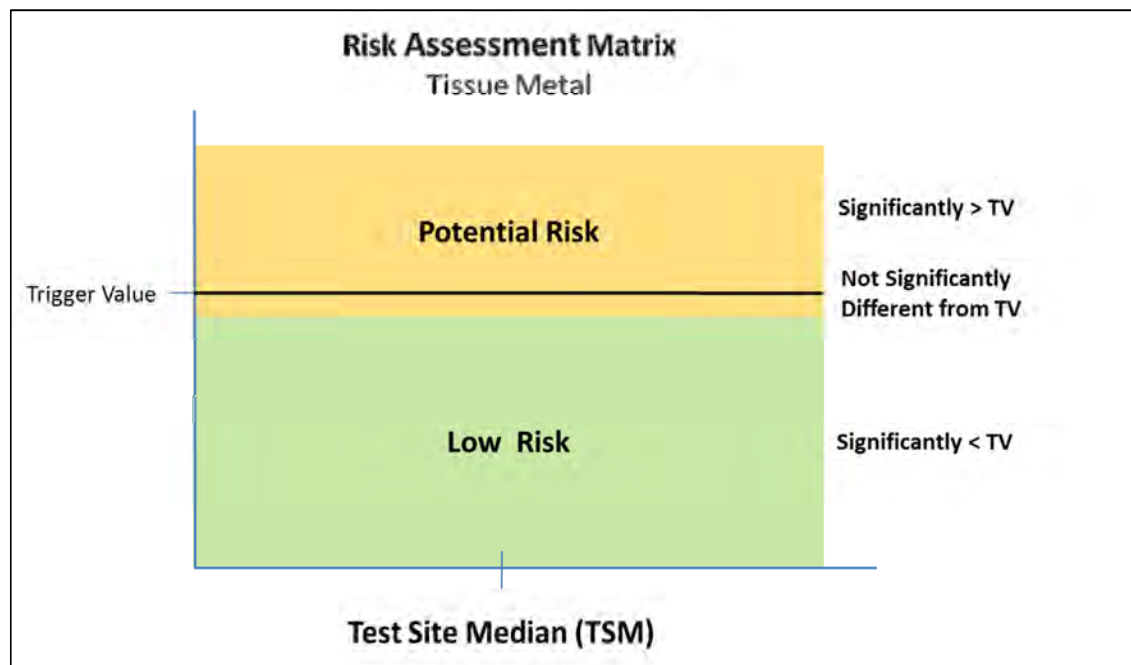 Risk Assessment Matrix
Tissue Metal
Significantly > TV
Potential Risk
Not Significantly
Different from TV
Trigger Value
Low Risk
Significantly < TV
Test Site Median (TSM)